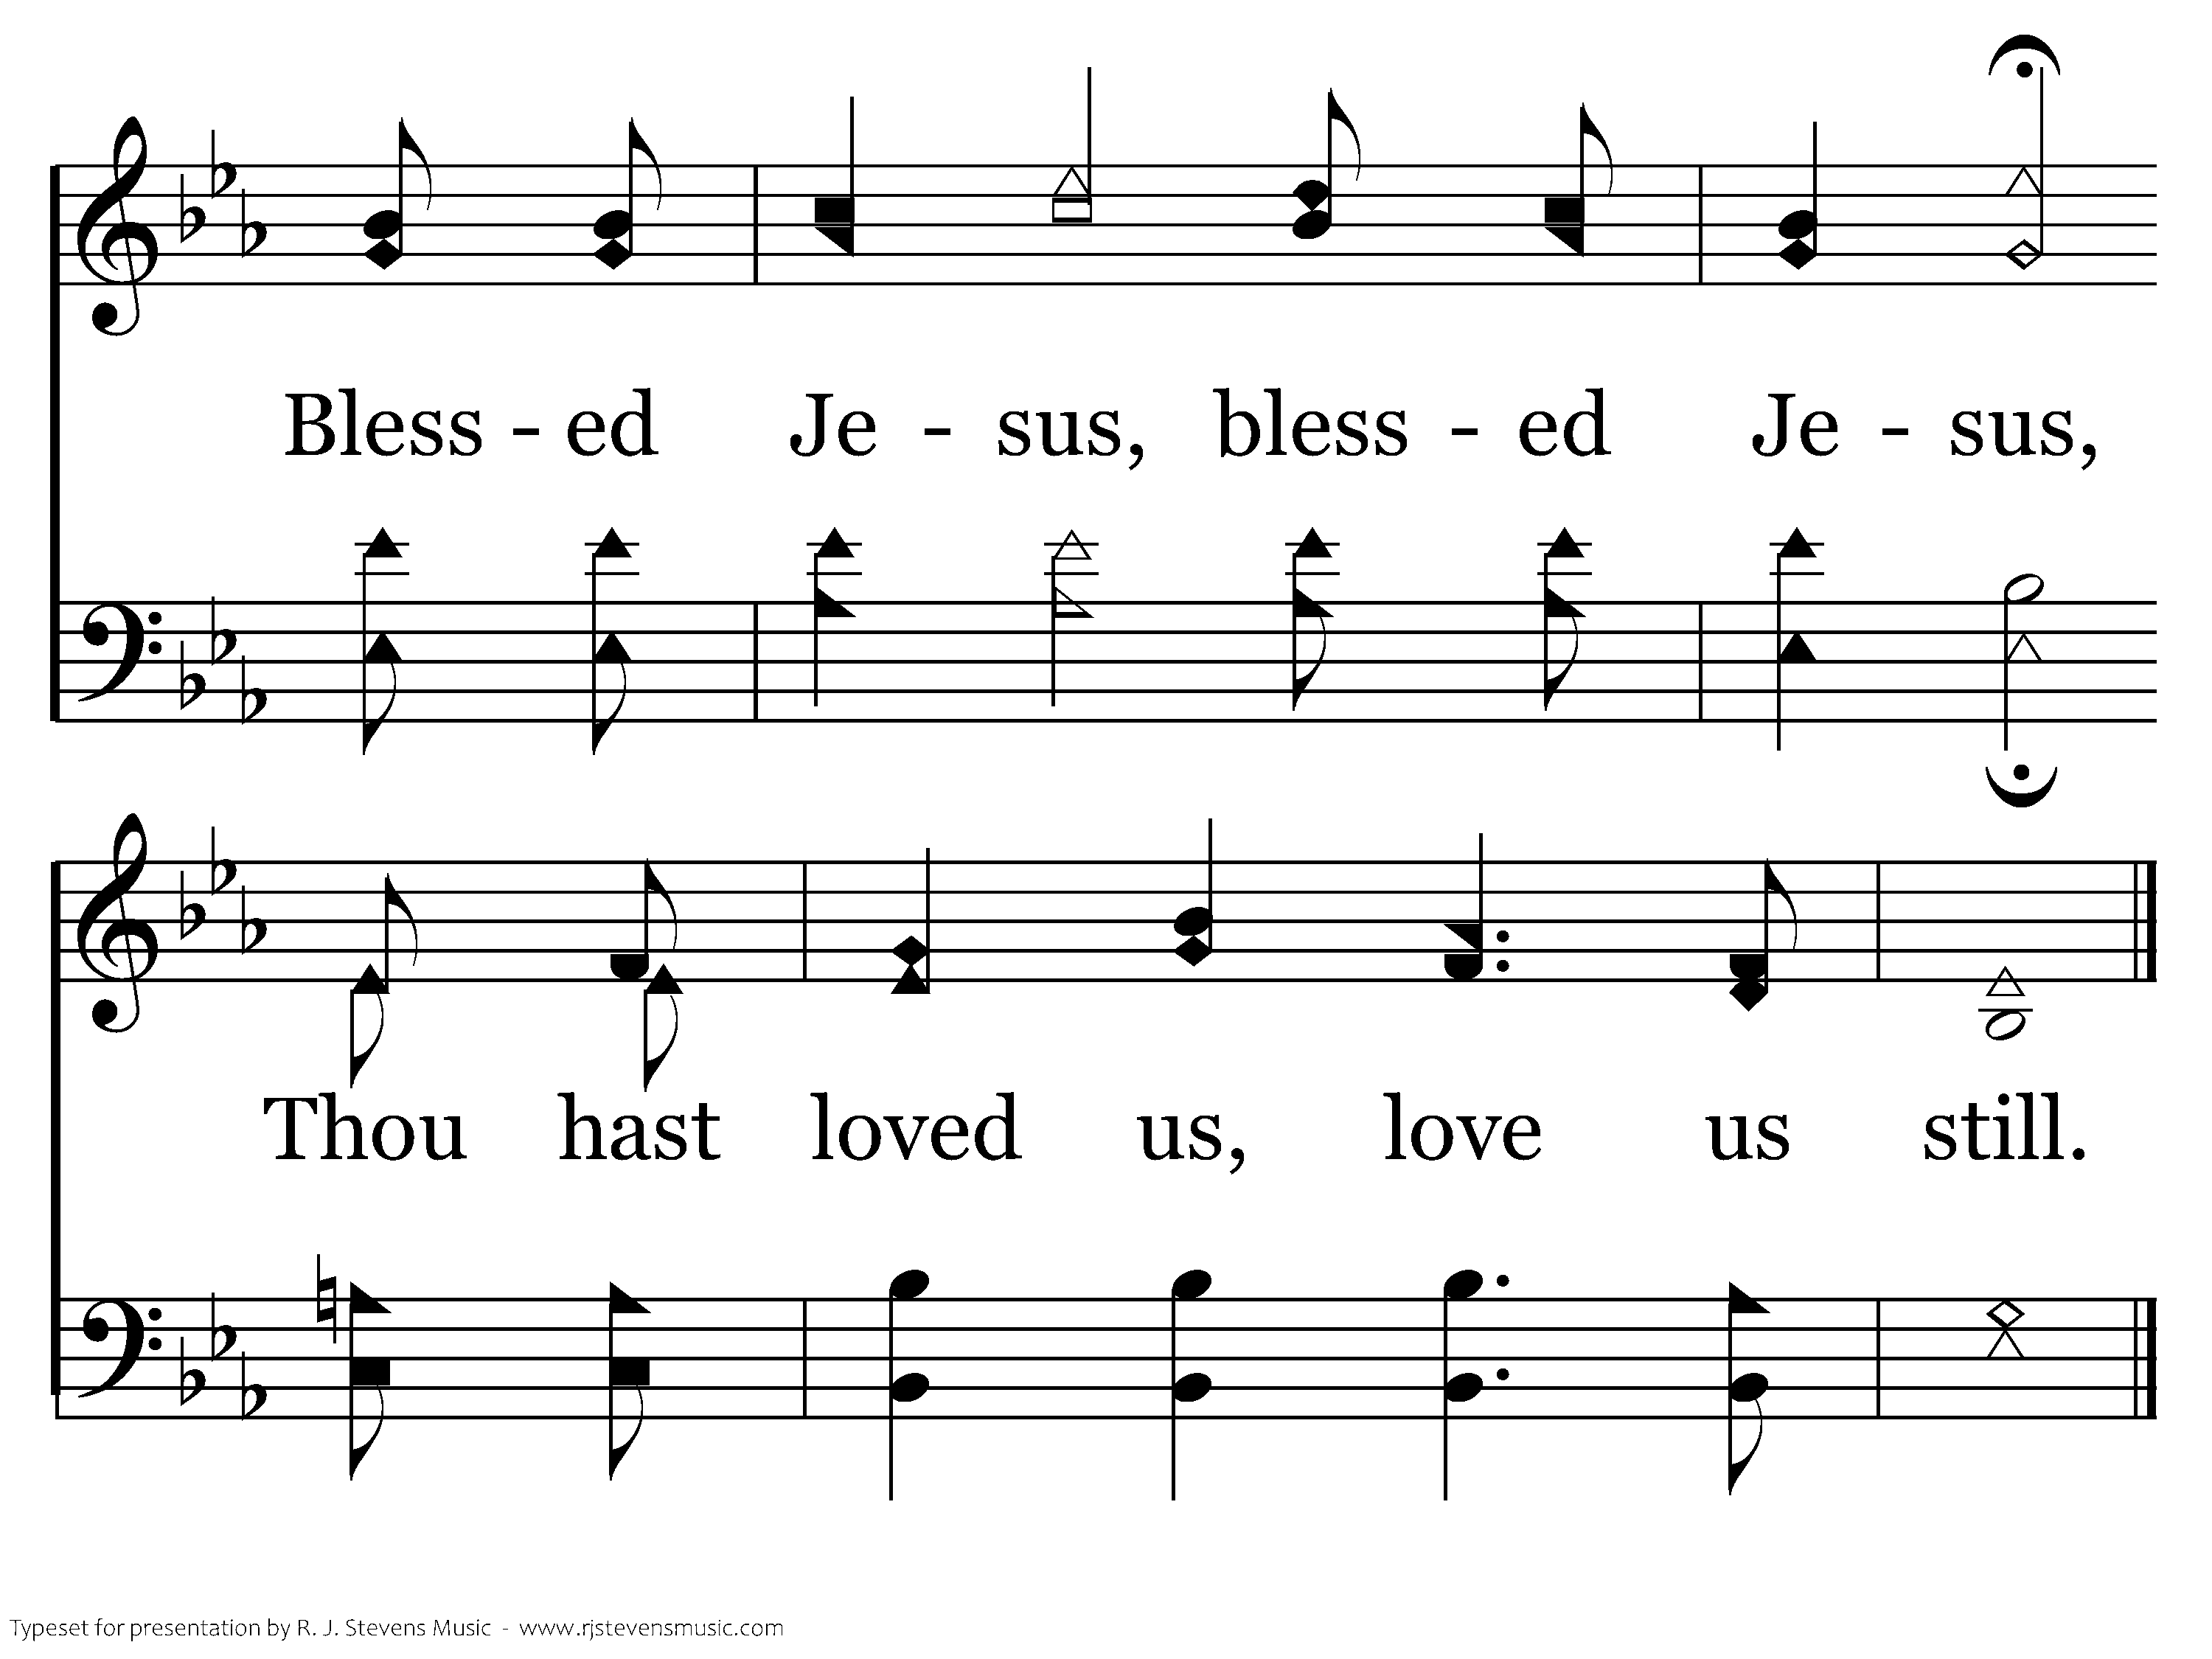 Bless - ed Je - sus, bless - ed Je - sus,
Thou hast loved us, love us still.
Typeset for presentation by R. J. Stevens Music - www.rjstevensmusic.com